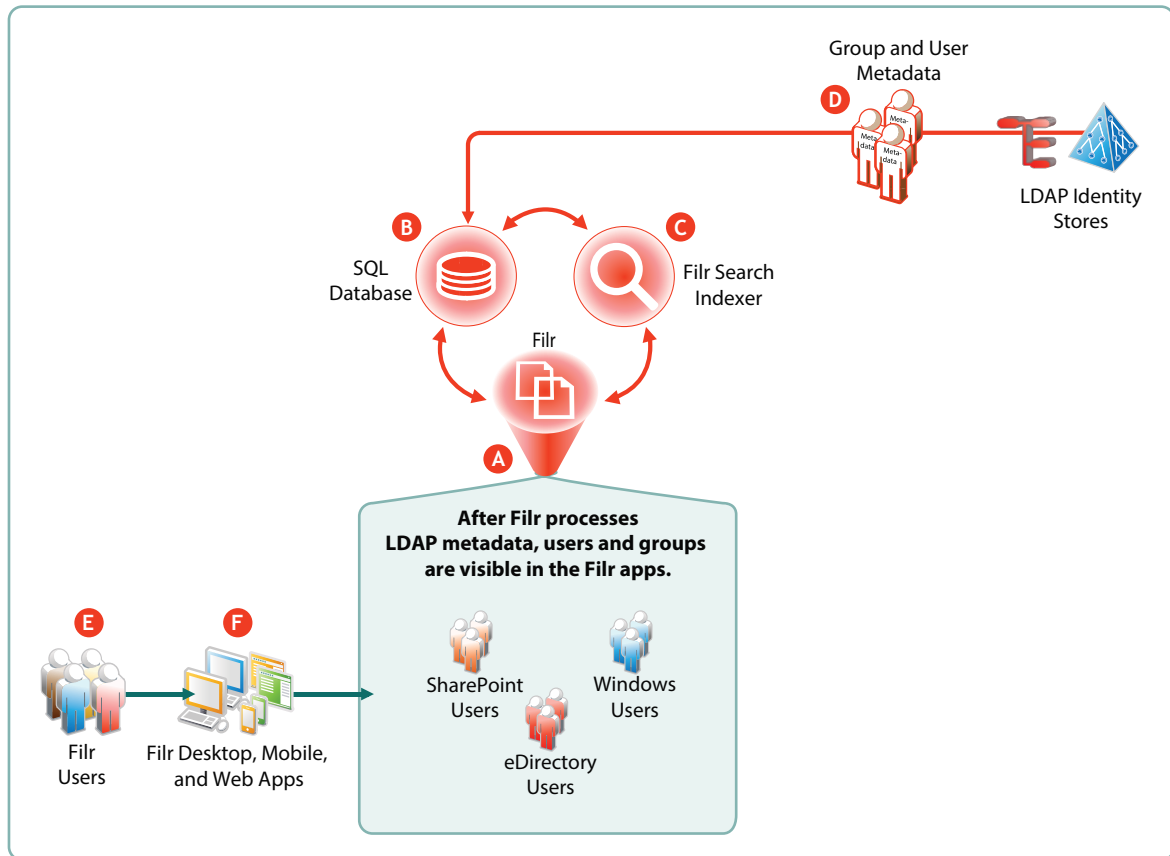 Group and User
Metadata
D
Meta-
data
Meta-
data
Meta-
data
LDAP Identity
Stores
B
C
SQL
Database
Filr Search
Indexer
Filr
A
After Filr processes
LDAP metadata, users and groups
are visible in the Filr apps.
E
F
SharePoint
Users
Windows
Users
eDirectory
Users
Filr
Users
Filr Desktop, Mobile,
and Web Apps